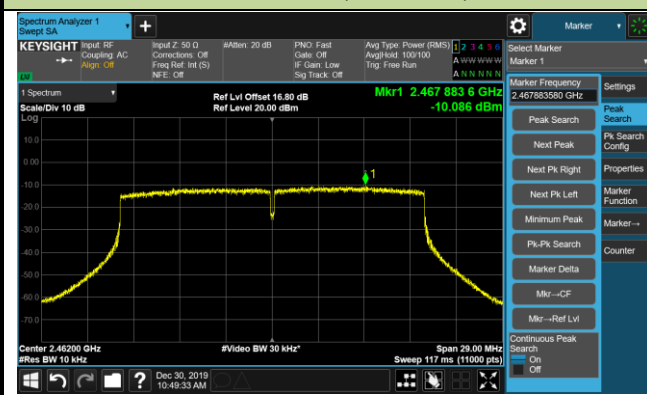 Spectrum Analyzer 1
Swept SA
+
Marker
KEYSIGHT
Input: RF
Coupling: AC
Align: Off
Input Z: 50 Ω
Corrections: Off
Freq Ref: Int (S)
NFE: Off
#Atten: 20 dB
PNO: Fast
Gate: Off
IF Gain: Low
Sig Track: Off
Avg Type: Power (RMS)
Avg|Hold: 100/100
Trig: Free Run
1 2 3 4 5 6
A W W W W W
A N N N N N
LXI
1 Spectrum
Scale/Div 10 dB
Log
Ref Lvl Offset 16.80 dB
Ref Level 20.00 dBm
Mkr1 2.467 883 6 GHz
-10.086 dBm
10.0
0.00
-10.0
-20.0
-30.0
-40.0
-50.0
-60.0
-70.0
1
Center 2.46200 GHz
#Res BW 10 kHz
#Video BW 30 kHz*
Span 29.00 MHz
Sweep 117 ms (11000 pts)
Dec 30, 2019
10:49:33 AM
?
Select Marker
Marker 1
Marker Frequency
2.467883580 GHz
Peak Search
Next Peak
Next Pk Right
Next Pk Left
Minimum Peak
Pk-Pk Search
Marker Delta
Mkr→CF
Mkr→Ref Lvl
Continuous Peak
Search
On
Off
Settings
Peak
Search
Pk Search
Config
Properties
Marker
Function
Marker→
Counter